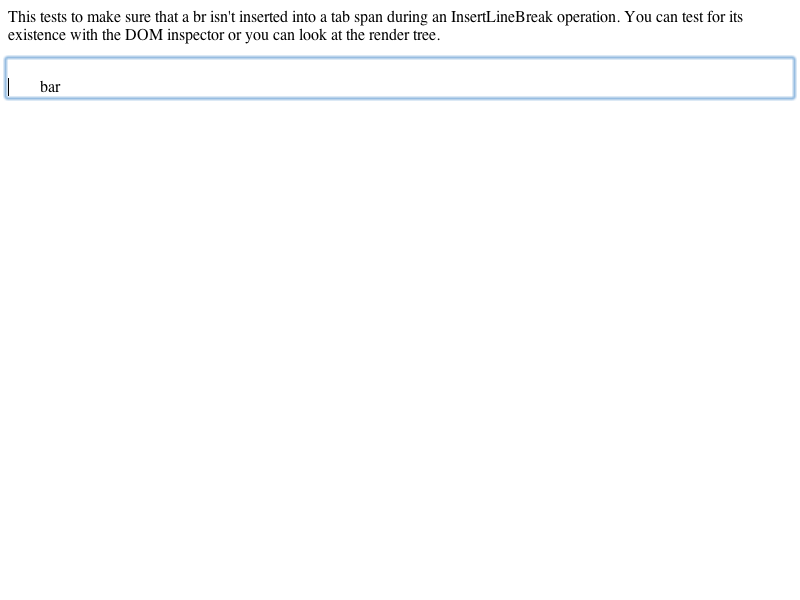 This tests to make sure that a br isn't inserted into a tab span during an InsertLineBreak operation. You can test for its
existence with the DOM inspector or you can look at the render tree.
bar